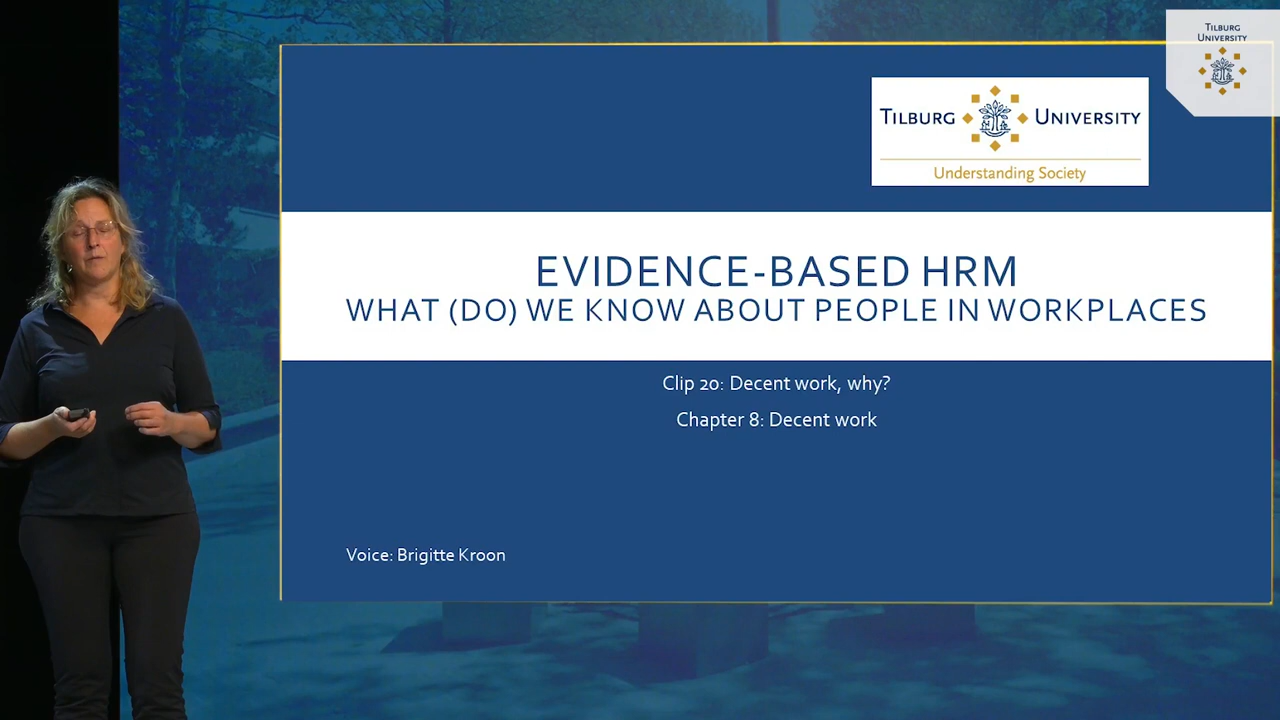 TILBURG
UNIVERSITY
TILBURG UNIVERSITY
Understanding Society
EVIDENCE-BASED HRM
WHAT (DO) WE KNOW ABOUT PEOPLE IN WORKPLACES
Clip 20: Decent work, why?
Chapter 8: Decent work
Voice: Brigitte Kroon